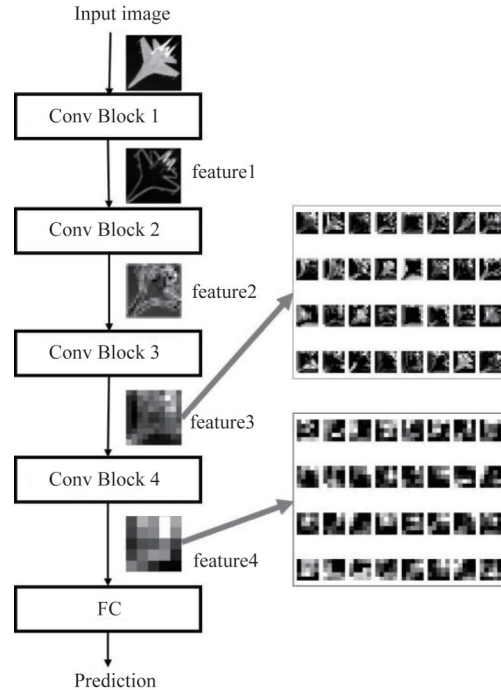 Input image
Conv Block 1
feature1
Conv Block 2
feature2
Conv Block 3
feature3
Conv Block 4
feature4
FC
Prediction